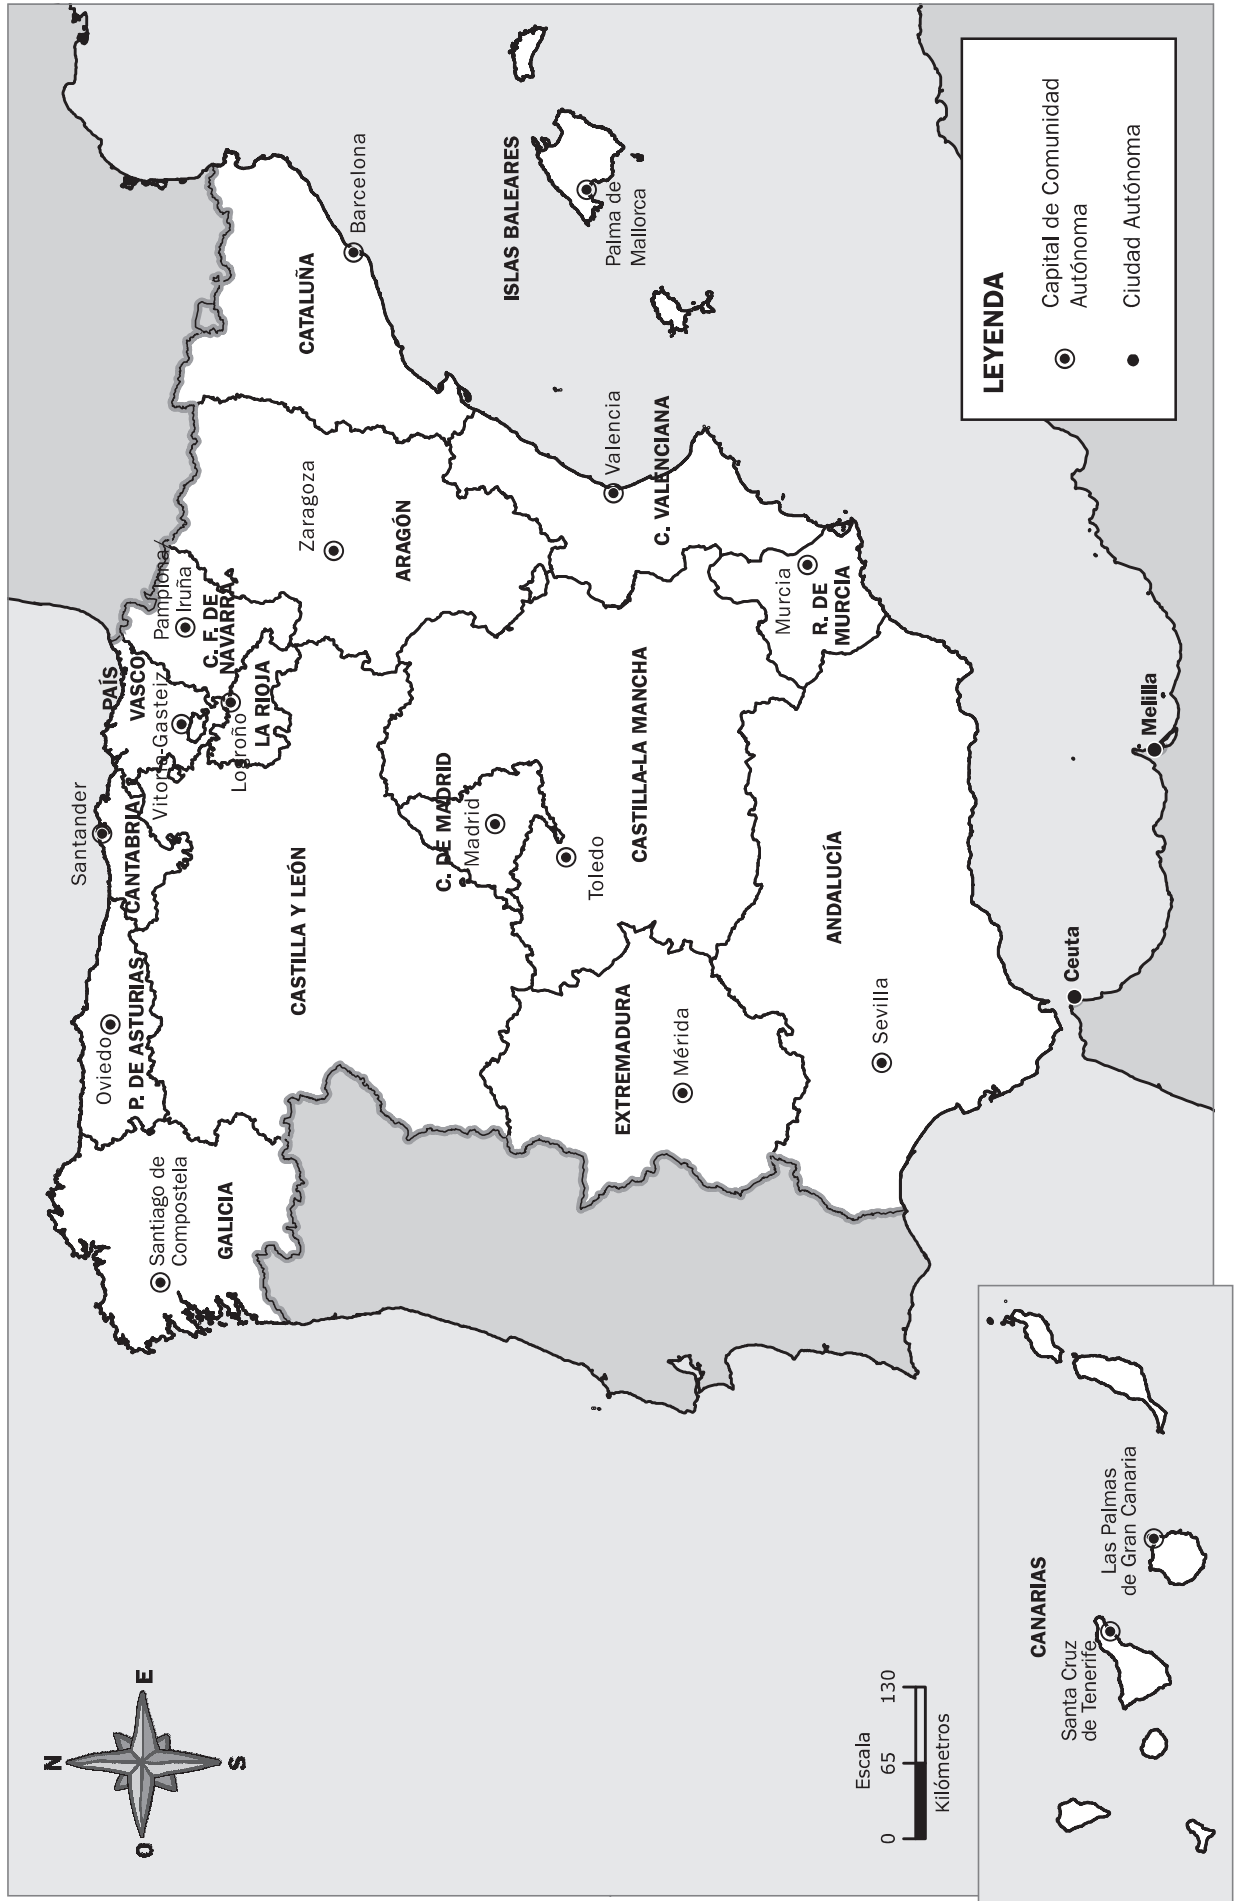 N
O
E
S
Santander
Oviedo
P. DE ASTURIAS
CANTABRIA
PAÍS
VASCO
Vitoria-Gasteiz
Pamplona/
Iruña
C. F. DE
NAVARRA
Santiago de
Compostela
GALICIA
Logroño
LA RIOJA
CASTILLA Y LEÓN
Zaragoza
ARAGÓN
CATALUÑA
Barcelona
C. DE MADRID
Madrid
Toledo
CASTILLA-LA MANCHA
Valencia
C. VALENCIANA
ISLAS BALEARES
Palma de
Mallorca
EXTREMADURA
Mérida
Murcia
R. DE
MURCIA
ANDALUCÍA
Sevilla
Ceuta
Melilla
Escala
0 65 130
Kilómetros
CANARIAS
Santa Cruz
de Tenerife
Las Palmas
de Gran Canaria
LEYENDA
Capital de Comunidad
Autónoma
Ciudad Autónoma